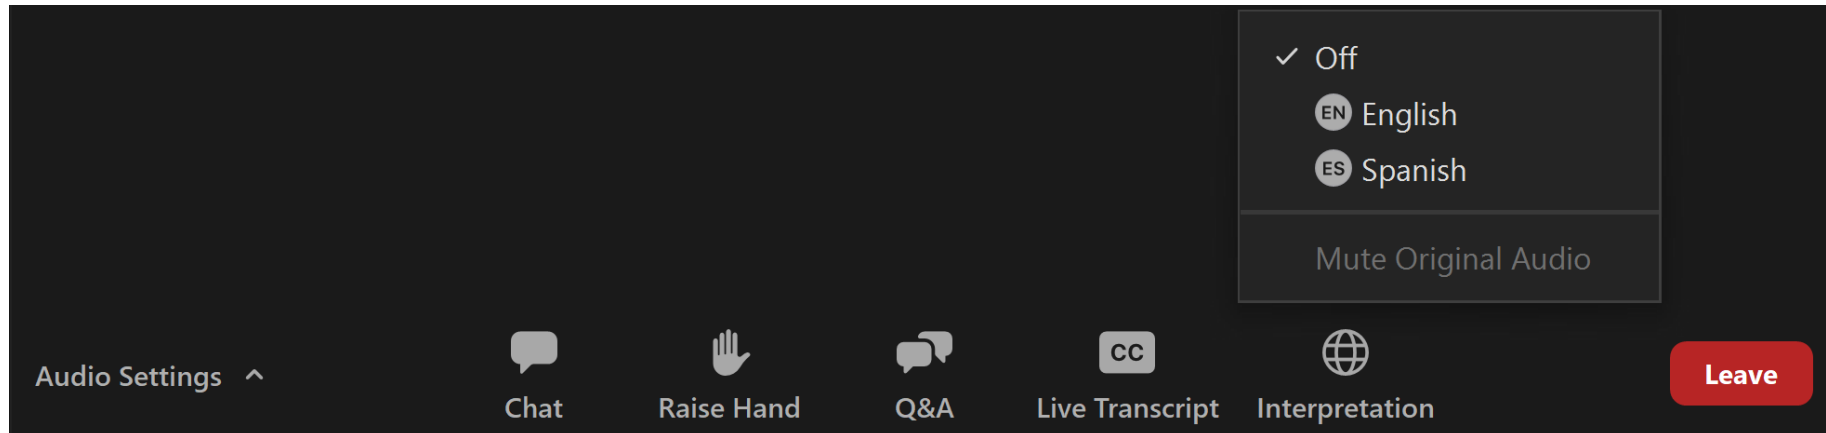 Off
EN English
ES Spanish
Mute Original Audio
Audio Settings
Chat
Raise Hand
Q&A
CC
Live Transcript
Interpretation
Leave